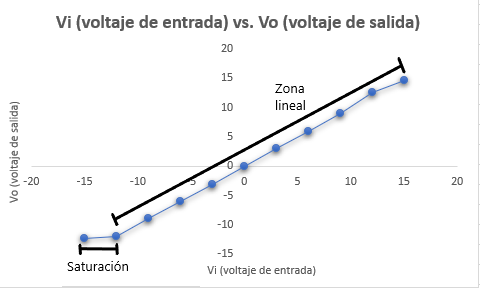 Vi (voltaje de entrada) vs. Vo (voltaje de salida)
20
15
10
5
0
-5
-10
-15
-20
-15
-10
-5
0
5
10
15
20
Zona
lineal
Saturación
Vo (voltaje de salida)
Vi (voltaje de entrada)